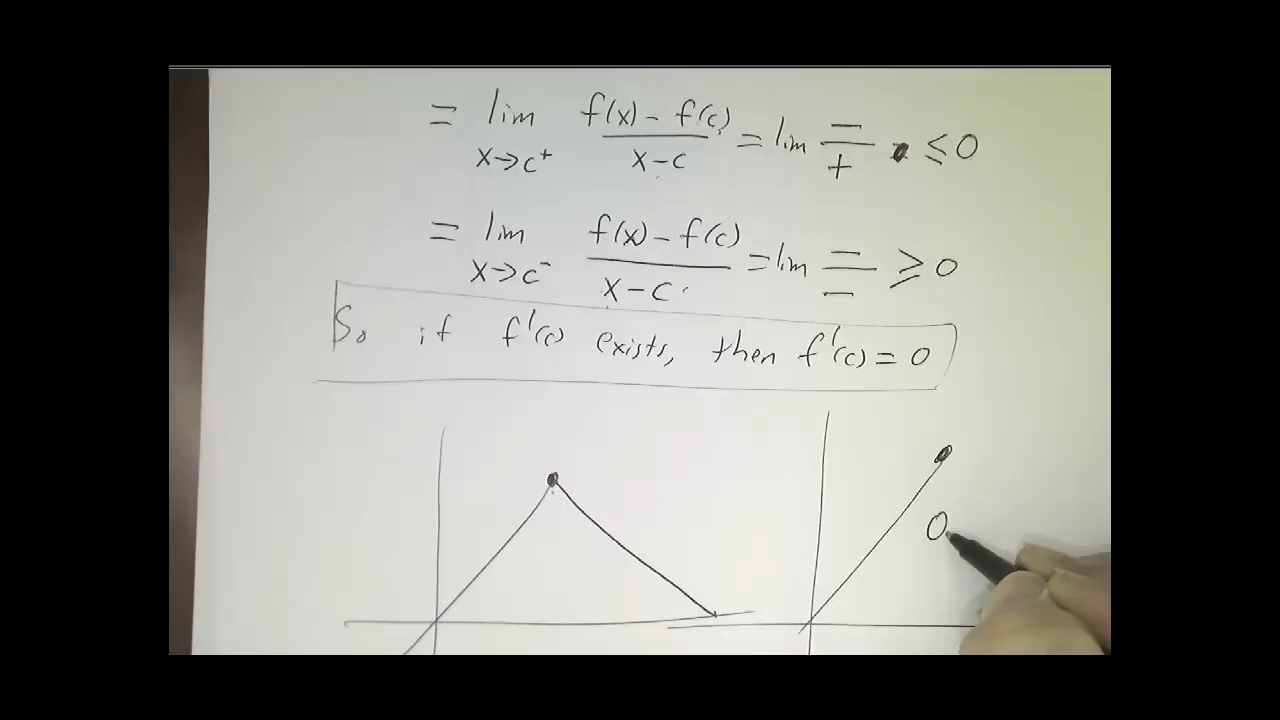 = lim x→c⁺ f(x) - f(c) / x - c = lim - / + ≤ 0
= lim x→c⁻ f(x) - f(c) / x - c = lim - / - ≥ 0
So if f'(c) exists, then f'(c) = 0
0